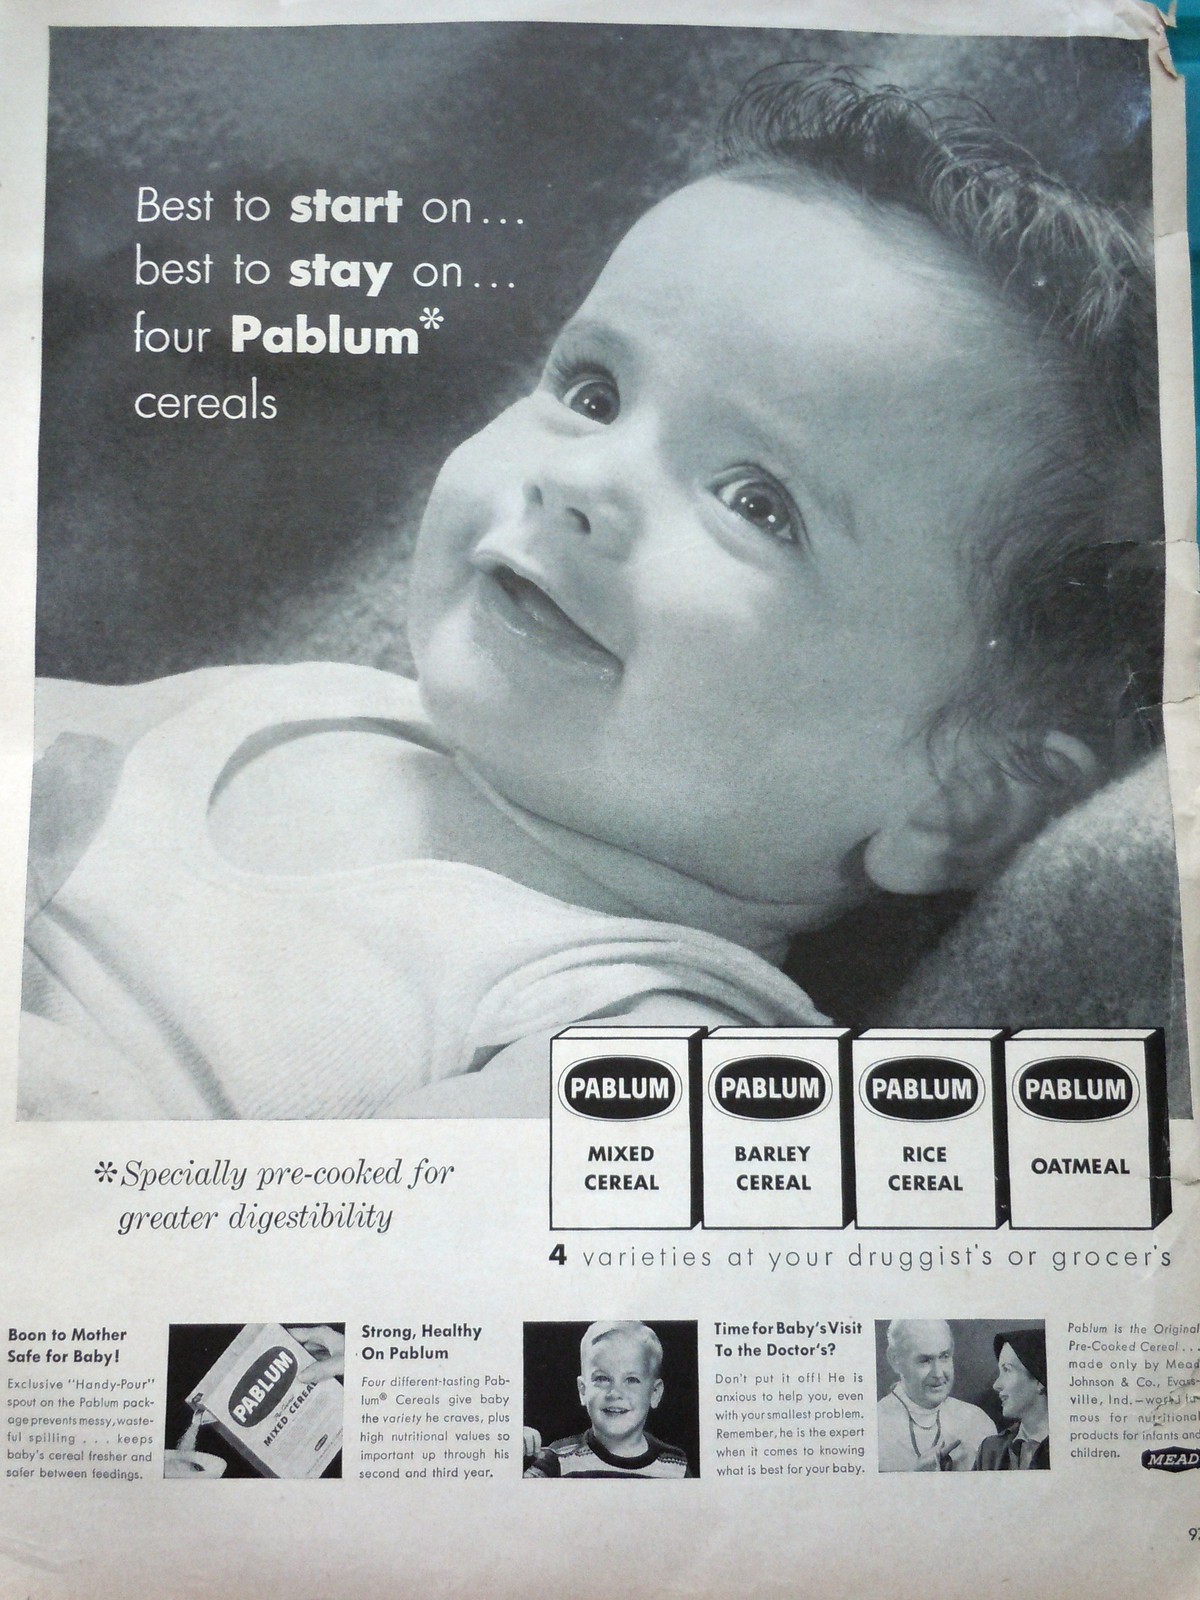 Best to start on...
best to stay on...
four Pablum*
cereals
PABLUM
MIXED
CEREAL
PABLUM
BARLEY
CEREAL
PABLUM
RICE
CEREAL
PABLUM
OATMEAL
*Specially pre-cooked for
greater digestibility
4 varieties at your druggist's or grocer's
Boon to Mother
Safe for Baby!
Exclusive "Handy-Pour"
spout on the Pablum pack-
age prevents messy, waste-
ful spilling . . . keeps
baby's cereal fresher and
safer between feedings.
PABLUM
MIXED CEREAL
Strong, Healthy
On Pablum
Four different-tasting Pab-
lum® Cereals give baby
the variety he craves, plus
high nutritional values so
important up through his
second and third year.
Time for Baby's Visit
To the Doctor's?
Don't put it off! He is
anxious to help you, even
with your smallest problem.
Remember, he is the expert
when it comes to knowing
what is best for your baby.
Pablum is the Original
Pre-Cooked Cereal . . .
made only by Mead
Johnson & Co., Evans-
ville, Ind.—world fa-
mous for nutritional
products for infants and
children.
MEAD